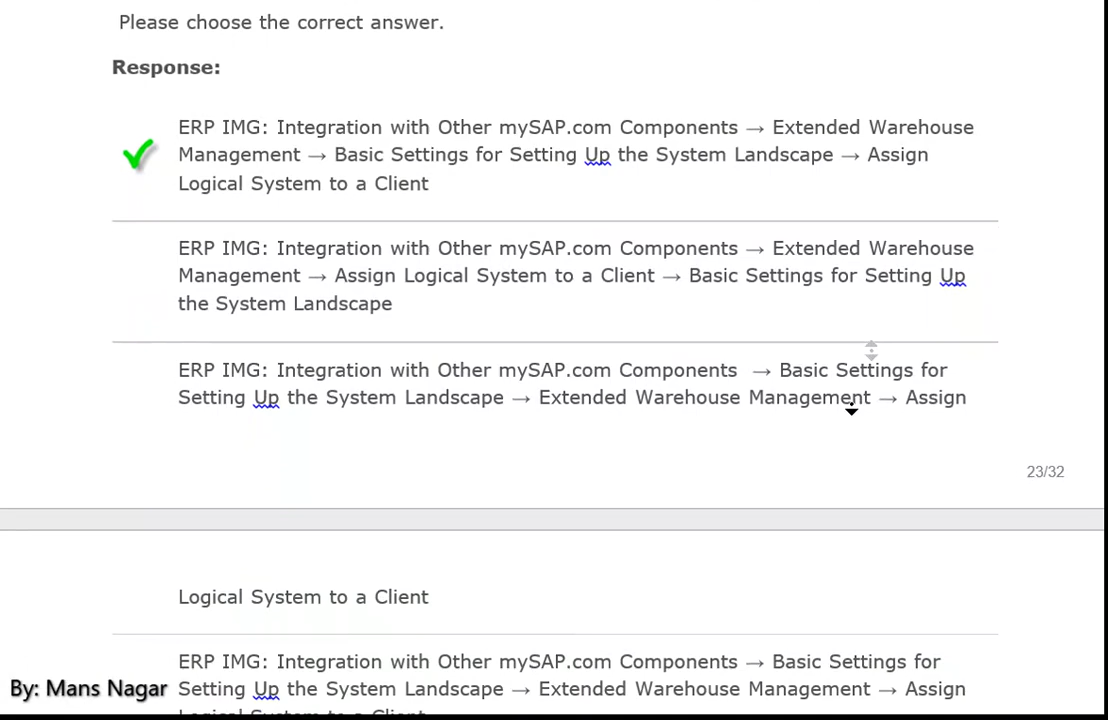 Please choose the correct answer.
Response:
ERP IMG: Integration with Other mySAP.com Components → Extended Warehouse
Management → Basic Settings for Setting Up the System Landscape → Assign
Logical System to a Client
ERP IMG: Integration with Other mySAP.com Components → Extended Warehouse
Management → Assign Logical System to a Client → Basic Settings for Setting Up
the System Landscape
ERP IMG: Integration with Other mySAP.com Components → Basic Settings for
Setting Up the System Landscape → Extended Warehouse Management → Assign
23/32
Logical System to a Client
ERP IMG: Integration with Other mySAP.com Components → Basic Settings for
By: Mans Nagar
Setting Up the System Landscape → Extended Warehouse Management → Assign
Logical System to a Client